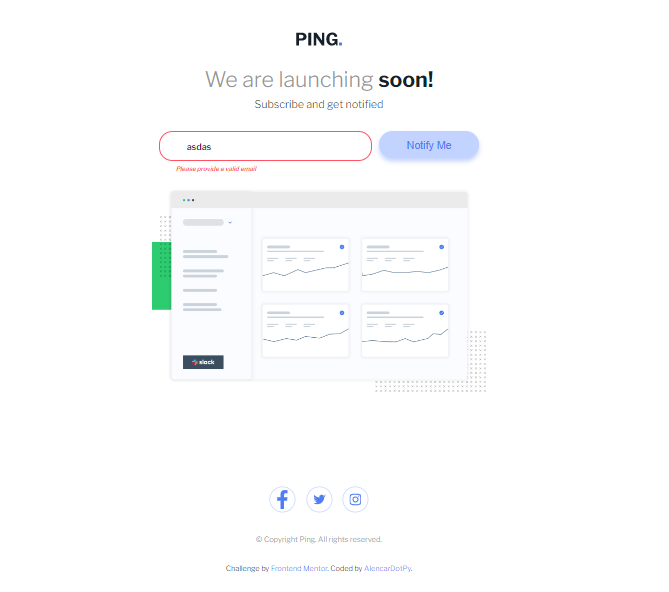 PING.
We are launching soon!
Subscribe and get notified
asdas
Notify Me
Please provide a valid email
slock
© Copyright Ping. All rights reserved.
Challenge by Frontend Mentor. Coded by AlencarDotPy.